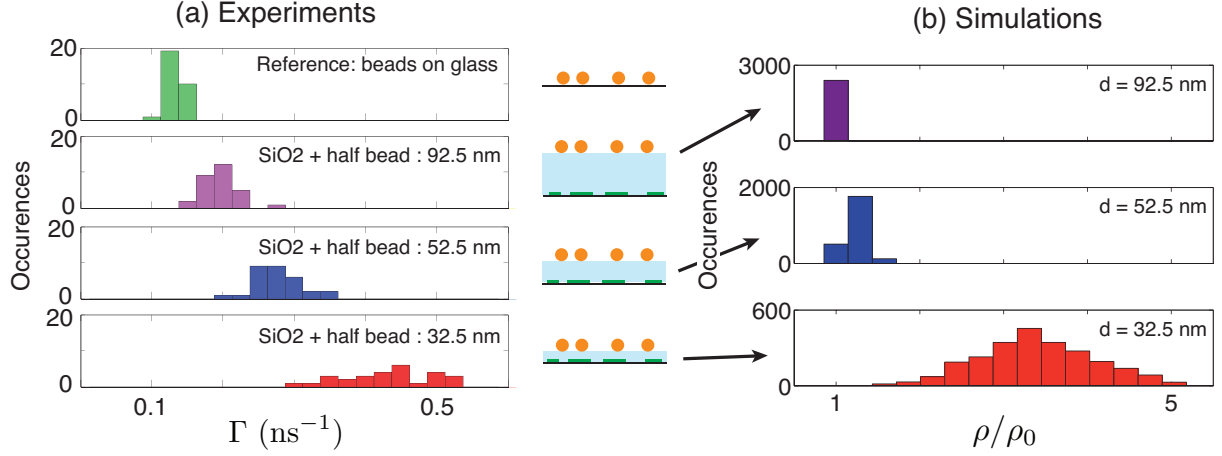 (a) Experiments
20
0
Reference: beads on glass
20
0
SiO2 + half bead : 92.5 nm
20
0
SiO2 + half bead : 52.5 nm
20
0
SiO2 + half bead : 32.5 nm
Occurences
0.1 0.5
Γ (ns⁻¹)
(b) Simulations
3000
0
d = 92.5 nm
2000
0
d = 52.5 nm
600
0
d = 32.5 nm
Occurences
1 5
ρ/ρ₀